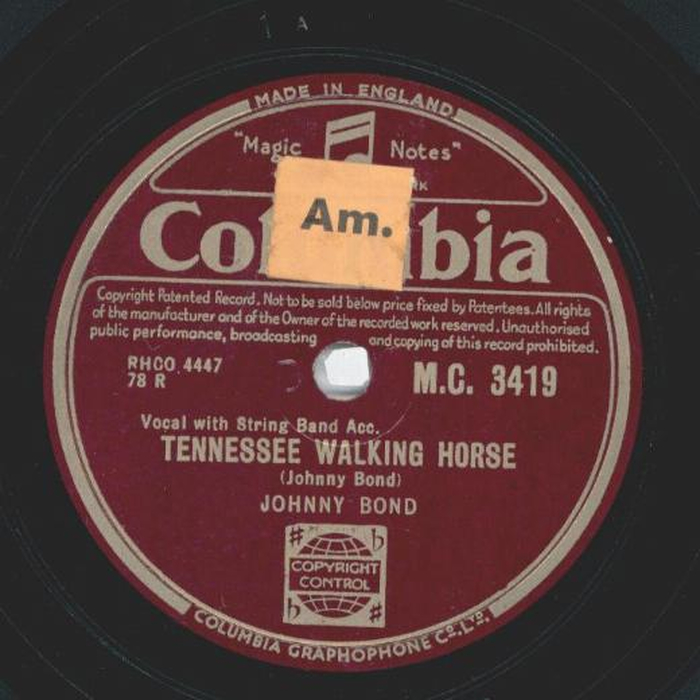 1 A
MADE IN ENGLAND
"Magic Notes"
RK
Am.
Co bia
Copyright Patented Record. Not to be sold below price fixed by Patentees. All rights
of the manufacturer and of the Owner of the recorded work reserved. Unauthorised
public performance, broadcasting and copying of this record prohibited.
RHCO 4447
78 R
M.C. 3419
Vocal with String Band Acc.
TENNESSEE WALKING HORSE
(Johnny Bond)
JOHNNY BOND
COPYRIGHT
CONTROL
COLUMBIA GRAPHOPHONE Co. LTD.